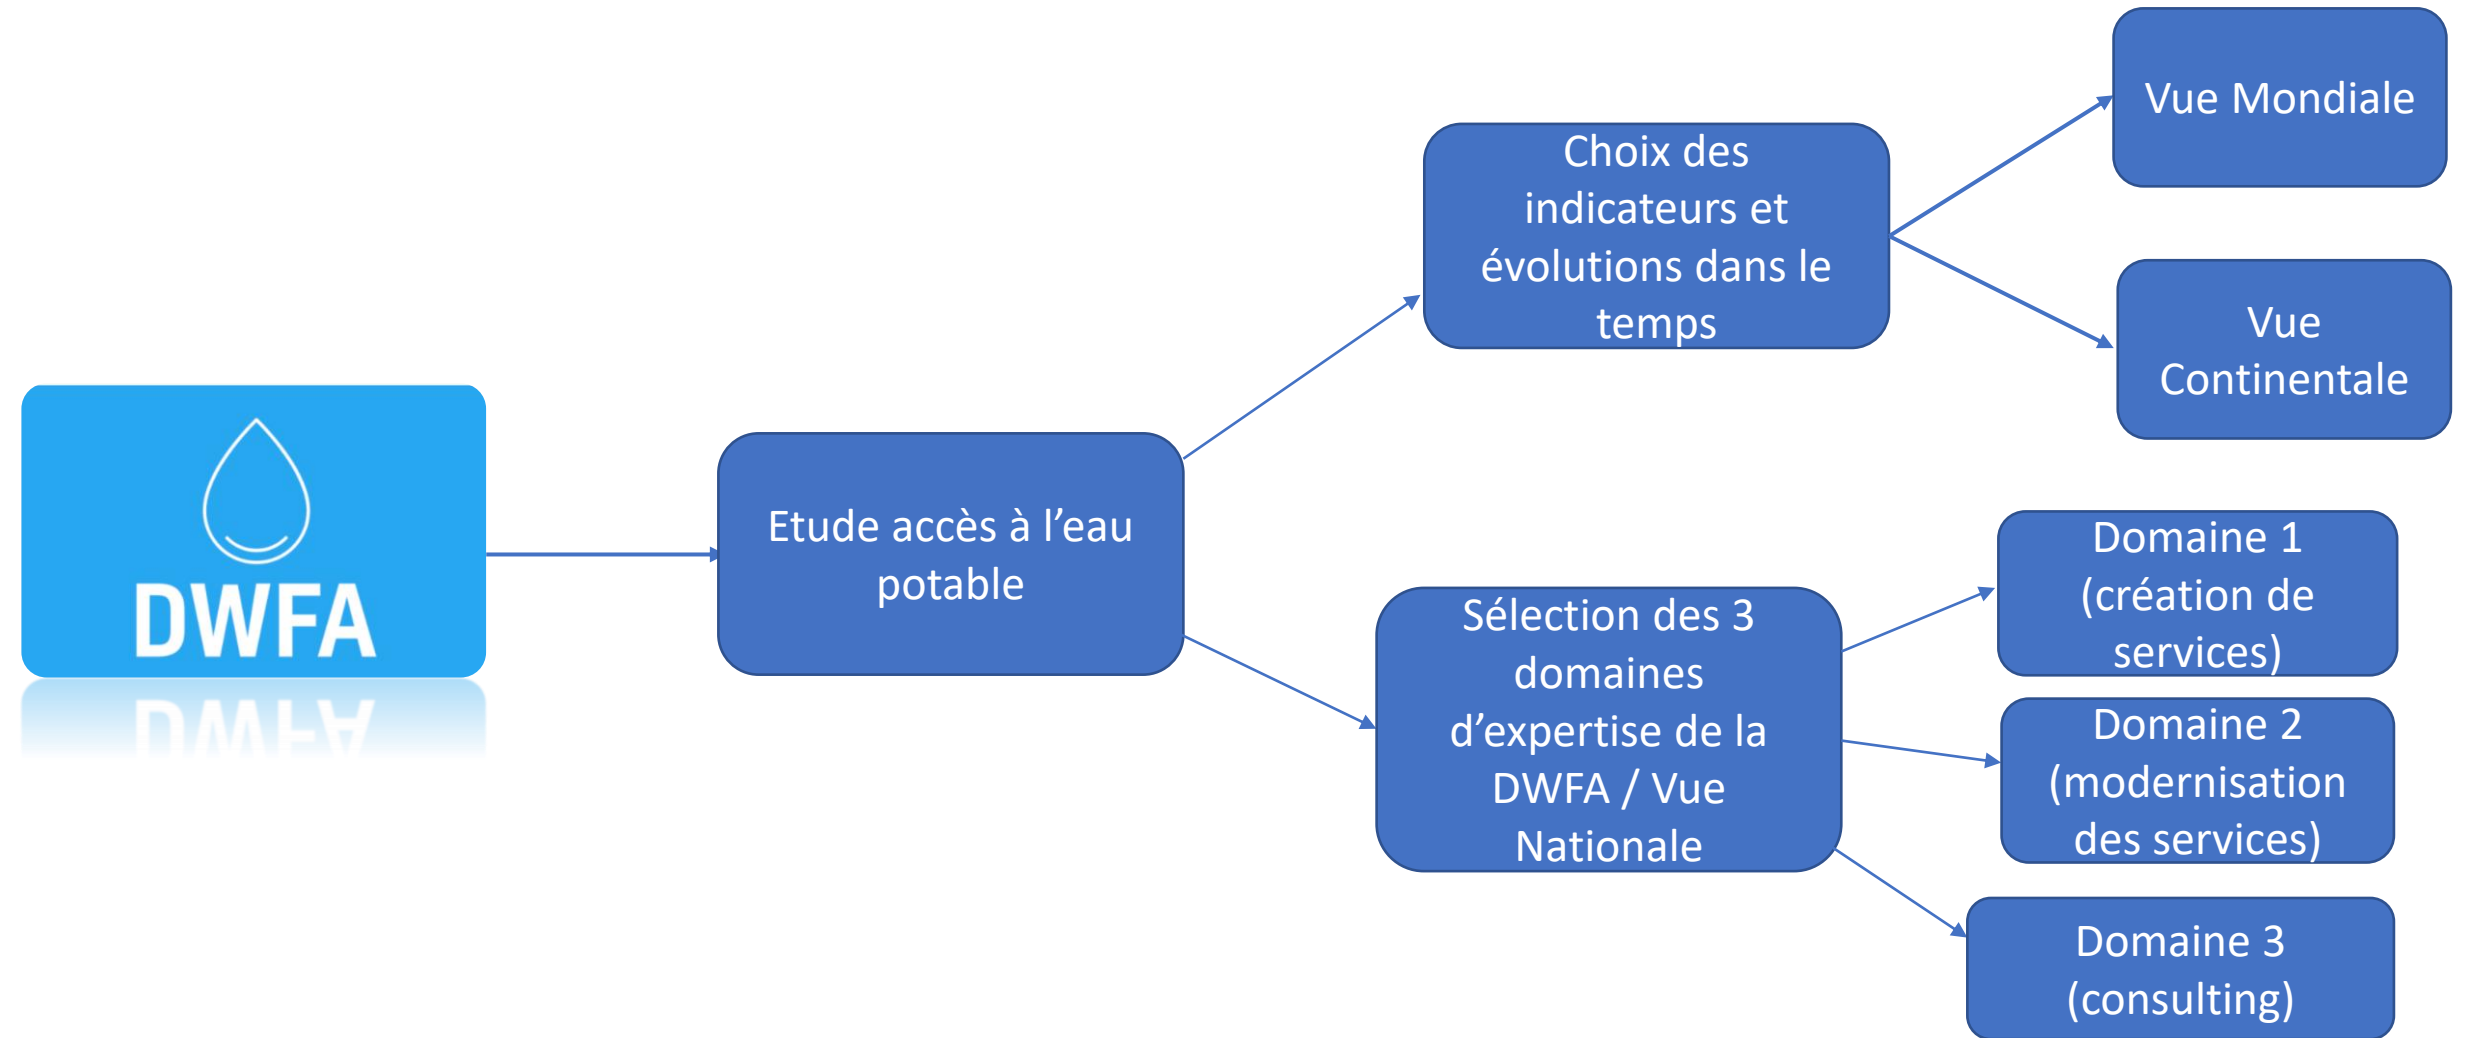 DWFA
Etude accès à l’eau
potable
Choix des
indicateurs et
évolutions dans le
temps
Vue Mondiale
Vue
Continentale
Sélection des 3
domaines
d’expertise de la
DWFA / Vue
Nationale
Domaine 1
(création de
services)
Domaine 2
(modernisation
des services)
Domaine 3
(consulting)